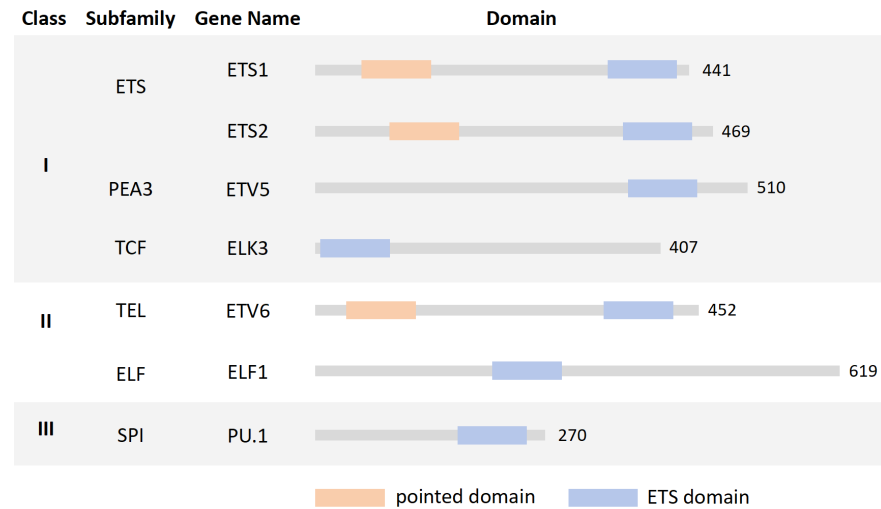 Class Subfamily Gene Name Domain
ETS ETS1 441
ETS2 469
I
PEA3 ETV5 510
TCF ELK3 407
II TEL ETV6 452
ELF ELF1 619
III SPI PU.1 270
pointed domain ETS domain